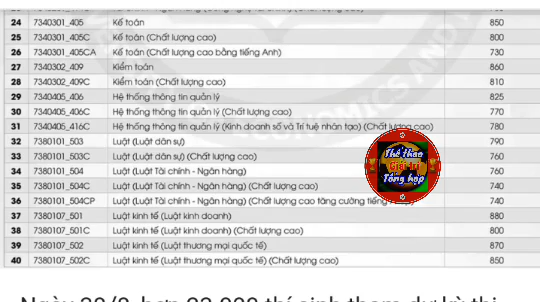 24 7340301_405 Kế toán 850
25 7340301_405C Kế toán (Chất lượng cao) 800
26 7340301_405CA Kế toán (Chất lượng cao bằng tiếng Anh) 730
27 7340302_409 Kiểm toán 860
28 7340302_409C Kiểm toán (Chất lượng cao) 810
29 7340405_406 Hệ thống thông tin quản lý 825
30 7340405_406C Hệ thống thông tin quản lý (Chất lượng cao) 770
31 7340405_416C Hệ thống thông tin quản lý (Kinh doanh số và Trí tuệ nhân tạo) (Chất lượng cao) 780
32 7380101_503 Luật (Luật dân sự) 790
33 7380101_503C Luật (Luật dân sự) (Chất lượng cao) 760
34 7380101_504 Luật (Luật Tài chính - Ngân hàng) 760
35 7380101_504C Luật (Luật Tài chính - Ngân hàng) (Chất lượng cao) 740
36 7380101_504CP Luật (Luật Tài chính - Ngân hàng) (Chất lượng cao tăng cường tiếng 740
37 7380107_501 Luật kinh tế (Luật kinh doanh) 880
38 7380107_501C Luật kinh tế (Luật kinh doanh) (Chất lượng cao) 800
39 7380107_502 Luật kinh tế (Luật thương mại quốc tế) 870
40 7380107_502C Luật kinh tế (Luật thương mại quốc tế) (Chất lượng cao) 850
Thể thao
Giải trí
Tổng hợp
ECONOMICS AND